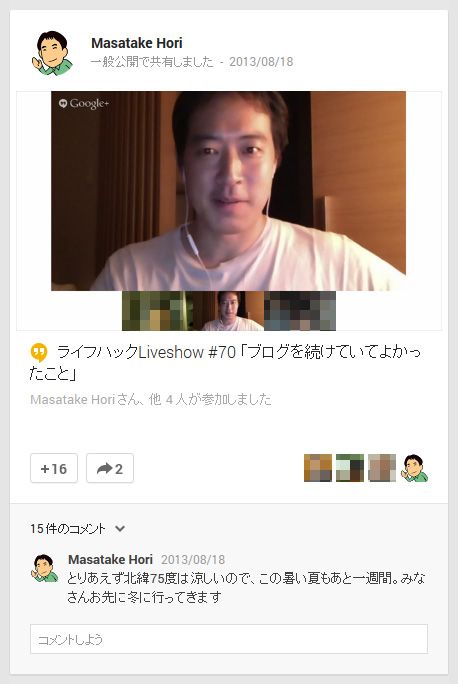 Masatake Hori
一般公開で共有しました - 2013/08/18
Google+
ライフハックLiveshow #70 「ブログを続けていてよかっ
たこと」
Masatake Horiさん、他 4 人が参加しました
+16
2
15件のコメント
Masatake Hori 2013/08/18
とりあえず北緯75度は涼しいので、この暑い夏もあと一週間。みな
さんお先に冬に行ってきます
コメントしよう